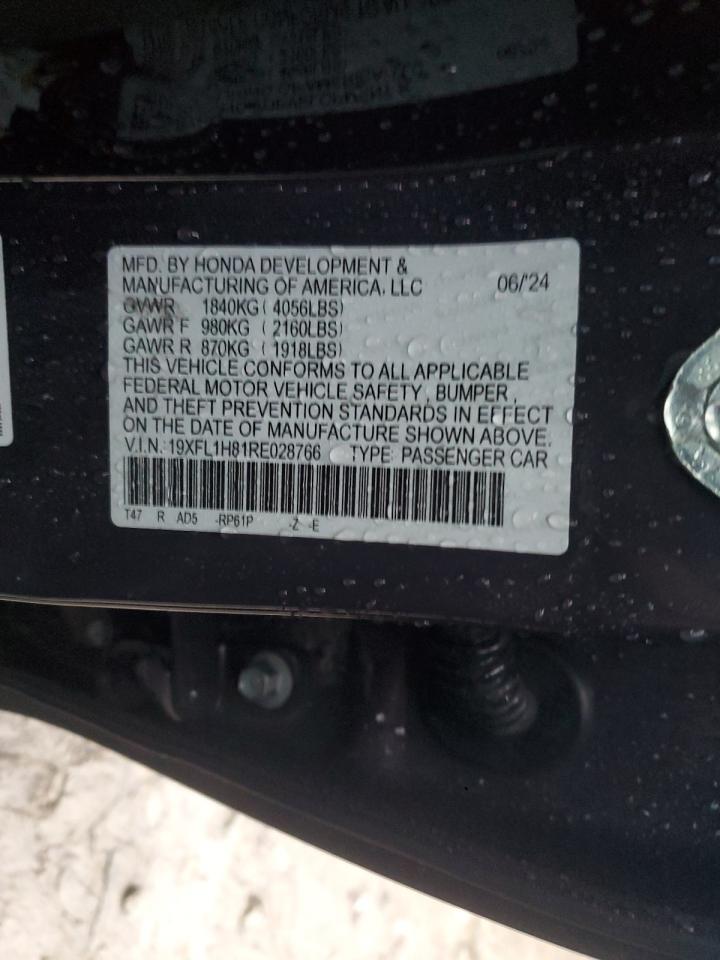 MFD. BY HONDA DEVELOPMENT &
MANUFACTURING OF AMERICA, LLC 06/'24
GVWR 1840KG ( 4056LBS)
GAWR F 980KG ( 2160LBS)
GAWR R 870KG ( 1918LBS)
THIS VEHICLE CONFORMS TO ALL APPLICABLE
FEDERAL MOTOR VEHICLE SAFETY, BUMPER,
AND THEFT PREVENTION STANDARDS IN EFFECT
ON THE DATE OF MANUFACTURE SHOWN ABOVE.
V.I.N. 19XFL1H81RE028766 TYPE: PASSENGER CAR
T47 R AD5 -RP61P -Z -E